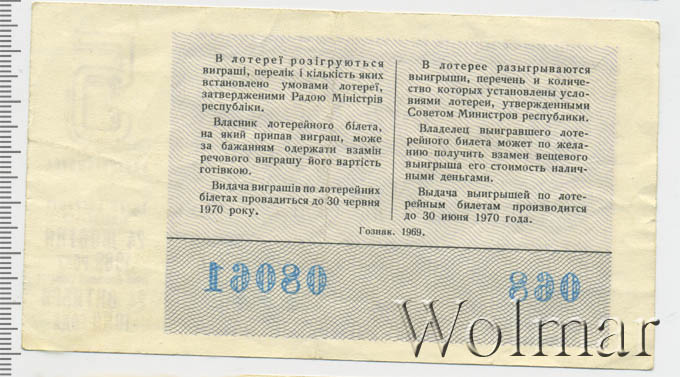 В лотереї розігруються
виграші, перелік і кількість яких
встановлено умовами лотереї,
затвердженими Радою Міністрів
республіки.
Власник лотерейного білета,
на який припав виграш, може
за бажанням одержати взамін
речового виграшу його вартість
готівкою.
Видача виграшів по лотерейних
білетах провадиться до 30 червня
1970 року.
В лотерее разыгрываются
выигрыши, перечень и количе-
ство которых установлены усло-
виями лотереи, утвержденными
Советом Министров республики.
Владелец выигравшего лоте-
рейного билета может по жела-
нию получить взамен вещевого
выигрыша его стоимость налич-
ными деньгами.
Выдача выигрышей по лоте-
рейным билетам производится
до 30 июня 1970 года.
Гознак. 1969.
Wolmar